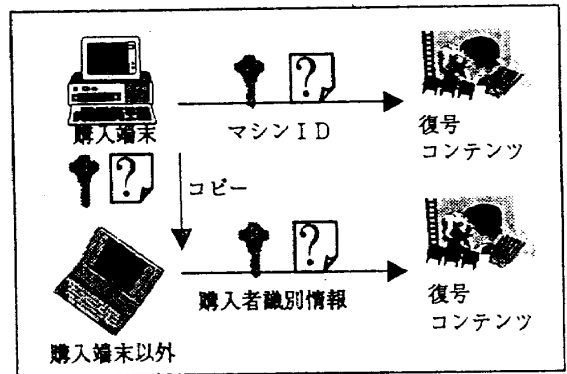 購入端末
マシンID
復号
コンテンツ
?
?
コピー
?
購入者識別情報
復号
コンテンツ
購入端末以外